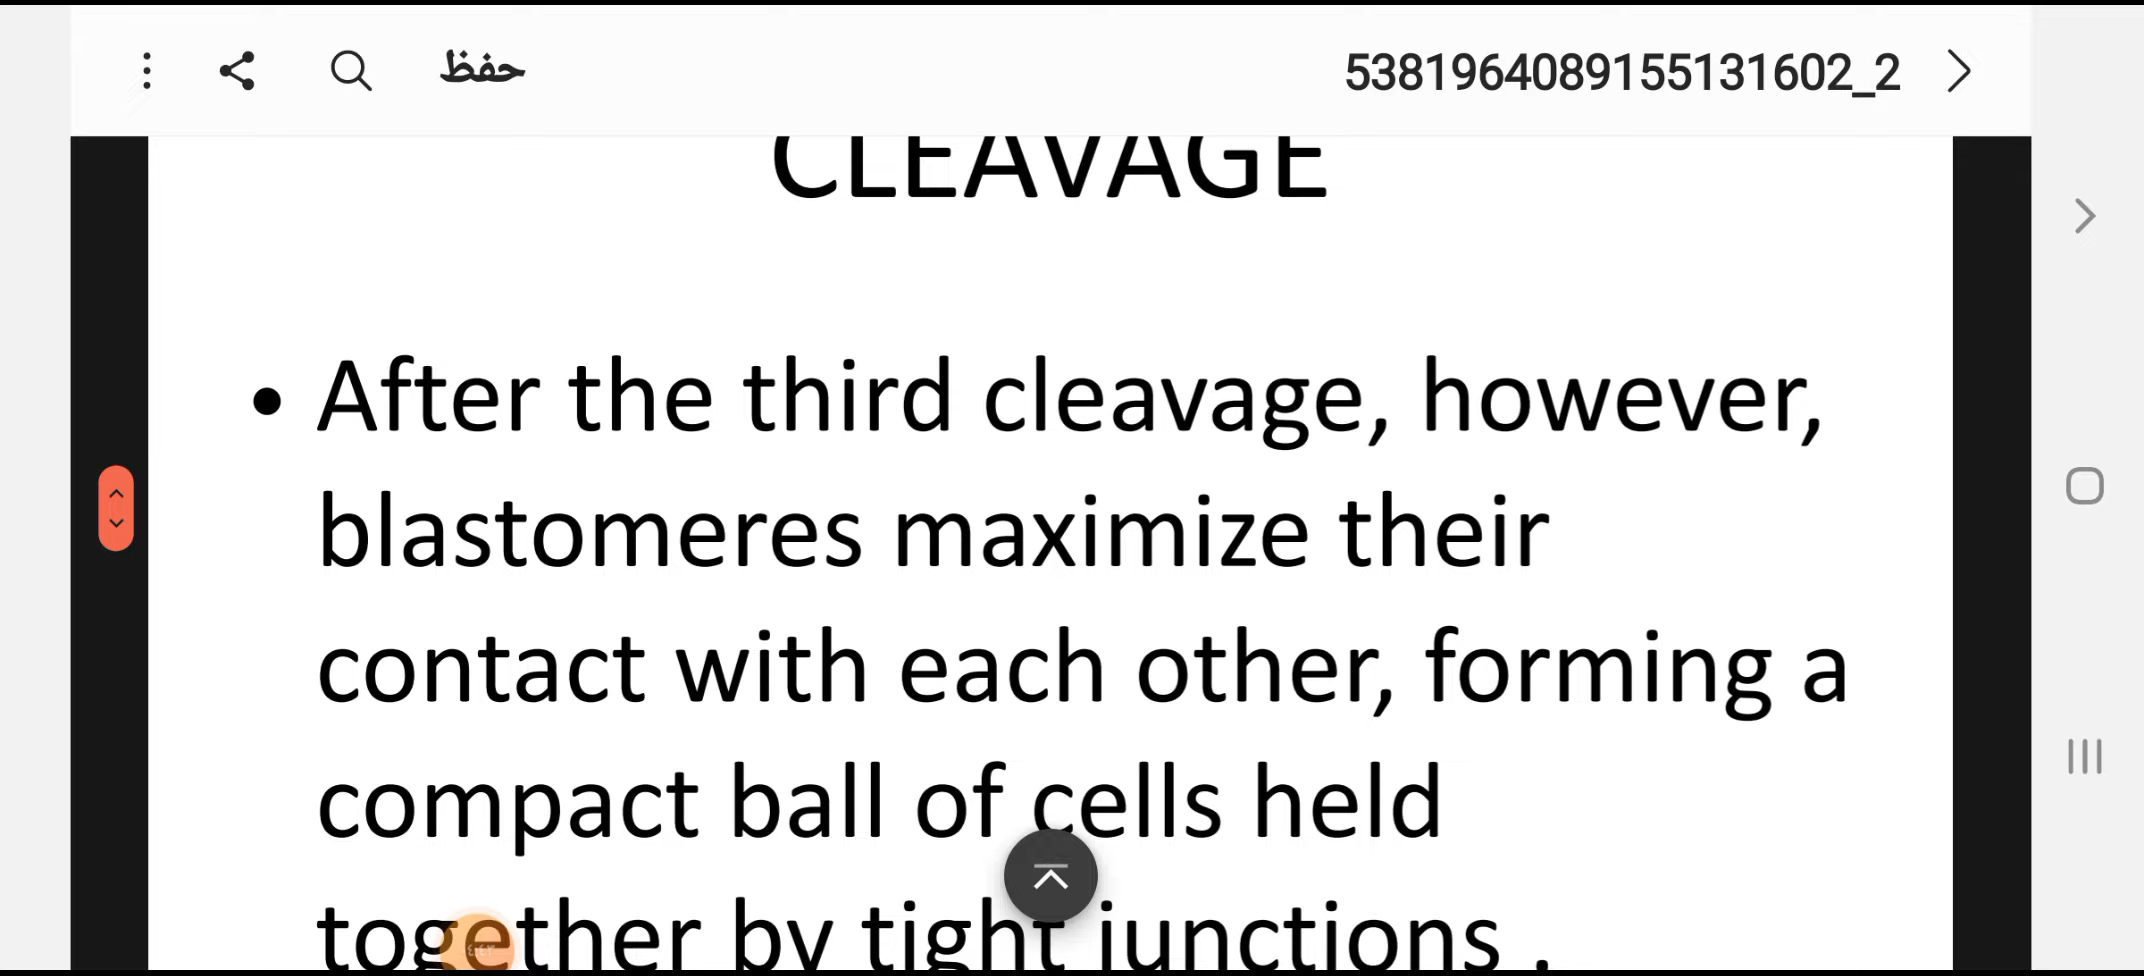 حفظ
5381964089155131602_2
CLEAVAGE
• After the third cleavage, however,
blastomeres maximize their
contact with each other, forming a
compact ball of cells held
together by tight junctions .